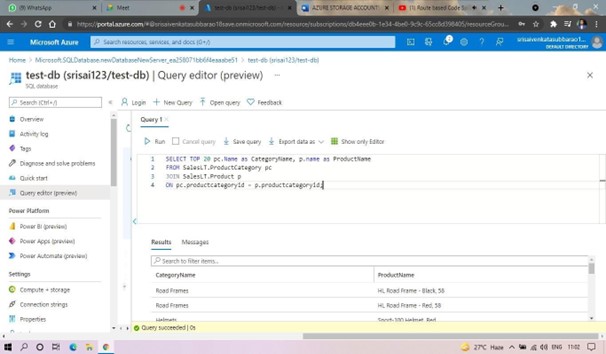 (9) WhatsApp
Meet
test-db (srisai123/test-db)
AZURE STORAGE ACCOUNT
(1) Route based Code
https://portal.azure.com
Microsoft Azure
Search resources, services, and docs (G+/)
DEFAULT DIRECTORY
Home > Microsoft.SQLDatabase.newDatabaseNewServer_ea258071bb64eaaabe51 > test-db (srisai123/test-db)
test-db (srisai123/test-db) | Query editor (preview)
SQL database
Search (Ctrl+/)
Login
New Query
Open query
Feedback
Overview
Activity log
Tags
Diagnose and solve problems
Quick start
Query editor (preview)
Power Platform
Power BI (preview)
Power Apps (preview)
Power Automate (preview)
Settings
Compute + storage
Connection strings
Properties
Query 1
Run
Cancel query
Save query
Export data as
Show only Editor
1 SELECT TOP 20 pc.Name as CategoryName, p.name as ProductName
2 FROM SalesLT.ProductCategory pc
3 JOIN SalesLT.Product p
4 ON pc.productcategoryid = p.productcategoryid;
Results
Messages
Search to filter items...
CategoryName
ProductName
Road Frames
HL Road Frame - Black, 58
Road Frames
HL Road Frame - Red, 58
Helmets
Sport-100 Helmet, Red
Query succeeded | 0s
27°C Haze
ENG
11:02